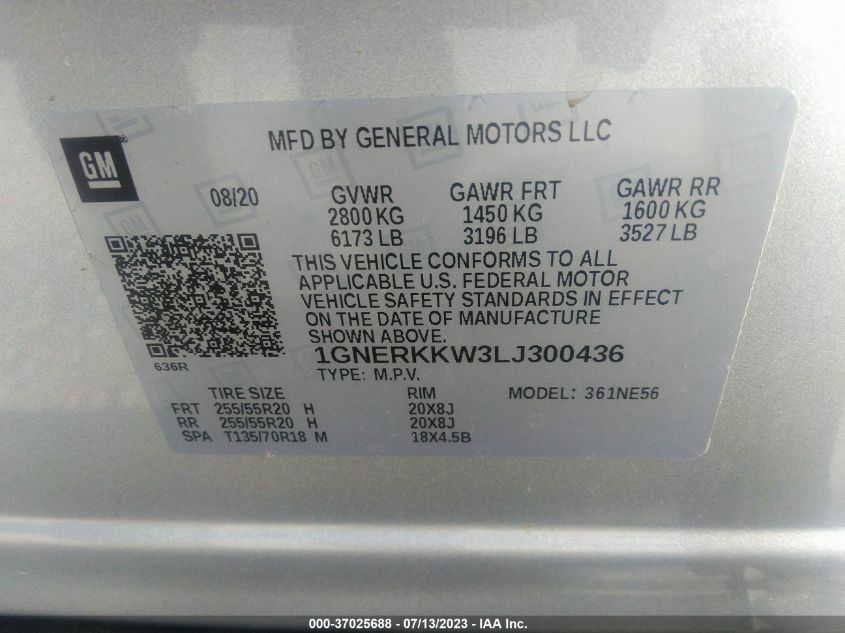 MFD BY GENERAL MOTORS LLC
GM
08/20
GVWR GAWR FRT GAWR RR
2800 KG 1450 KG 1600 KG
6173 LB 3196 LB 3527 LB
THIS VEHICLE CONFORMS TO ALL
APPLICABLE U.S. FEDERAL MOTOR
VEHICLE SAFETY STANDARDS IN EFFECT
ON THE DATE OF MANUFACTURE
SHOWN ABOVE.
1GNERKKW3LJ300436
636R
TYPE: M.P.V.
TIRE SIZE RIM MODEL: 361NE56
FRT 255/55R20 H 20X8J
RR 255/55R20 H 20X8J
SPA T135/70R18 M 18X4.5B
000-37025688 - 07/13/2023 - IAA Inc.